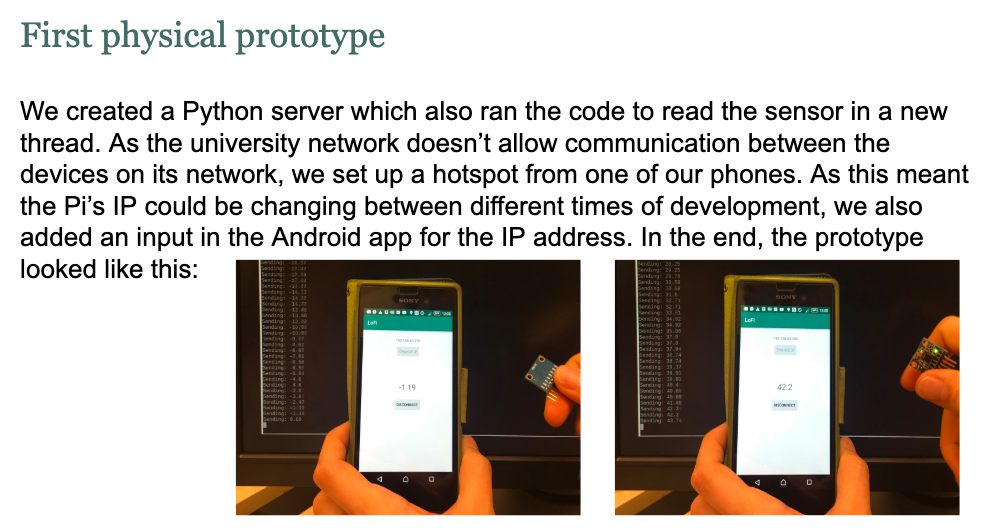 First physical prototype
We created a Python server which also ran the code to read the sensor in a new
thread. As the university network doesn’t allow communication between the
devices on its network, we set up a hotspot from one of our phones. As this meant
the Pi’s IP could be changing between different times of development, we also
added an input in the Android app for the IP address. In the end, the prototype
looked like this:
SONY
LoFi
-1.19
DISCONNECT
SONY
LoFi
42.2
DISCONNECT